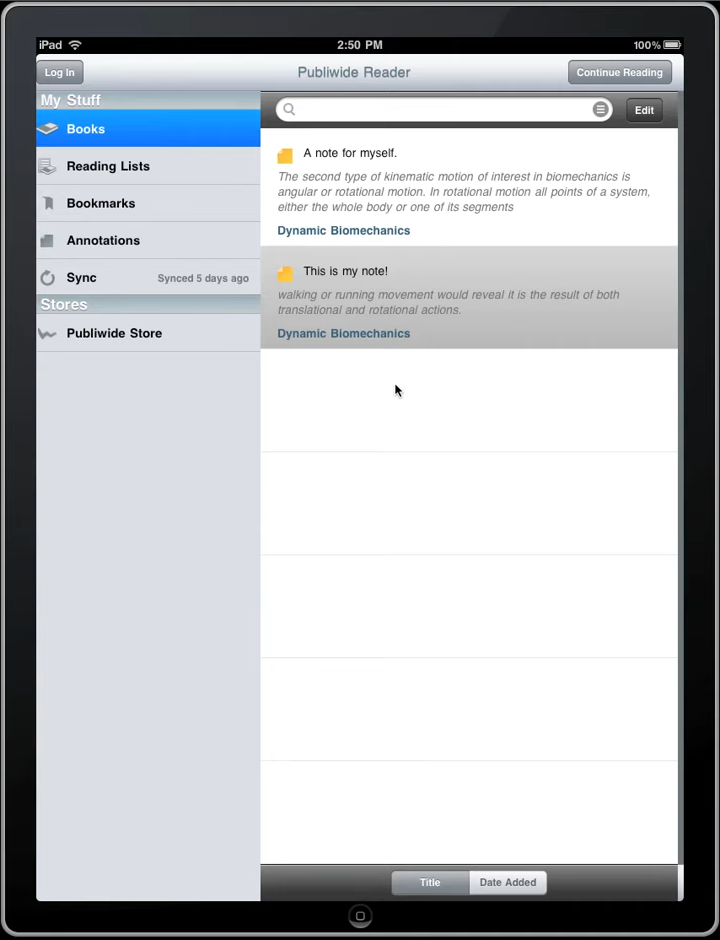 iPad 2:50 PM 100%
Log In Publiwide Reader Continue Reading
My Stuff
Books
Reading Lists
Bookmarks
Annotations
Sync Synced 5 days ago
Stores
Publiwide Store
Edit
A note for myself.
The second type of kinematic motion of interest in biomechanics is
angular or rotational motion. In rotational motion all points of a system,
either the whole body or one of its segments
Dynamic Biomechanics
This is my note!
walking or running movement would reveal it is the result of both
translational and rotational actions.
Dynamic Biomechanics
Title Date Added